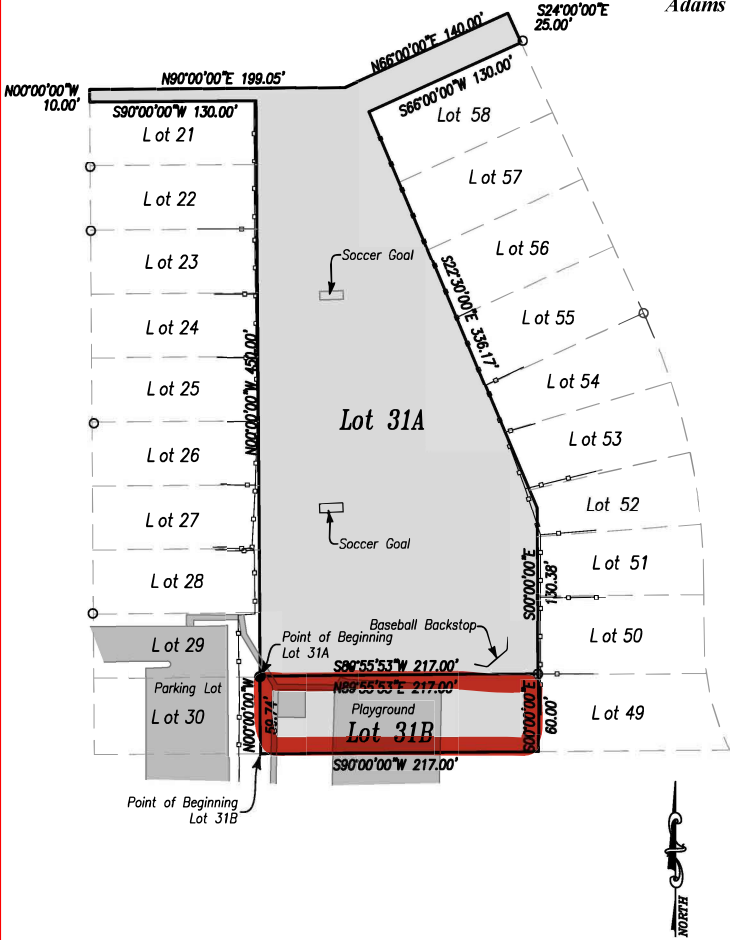 Adams
S24°00'00"E
25.00'
N66°00'00"E 140.00'
N90°00'00"E 199.05'
N00°00'00"W
10.00'
S90°00'00"W 130.00'
S66°00'00"W 130.00'
Lot 58
Lot 21
Lot 57
Lot 22
Lot 56
Lot 23
Soccer Goal
S22°30'00"E 336.17'
Lot 55
Lot 24
N00°00'00"W 450.00'
Lot 54
Lot 25
Lot 31A
Lot 53
Lot 26
Lot 52
Lot 27
Soccer Goal
Lot 51
S00°00'00"E
130.38'
Lot 28
Baseball Backstop
Lot 50
Lot 29
Point of Beginning
Lot 31A
S89°55'53"W 217.00'
N89°55'53"E 217.00'
Parking Lot
Lot 30
N00°00'00"W
59.74'
Playground
Lot 31B
S00°00'00"E
60.00'
Lot 49
S90°00'00"W 217.00'
Point of Beginning
Lot 31B
NORTH